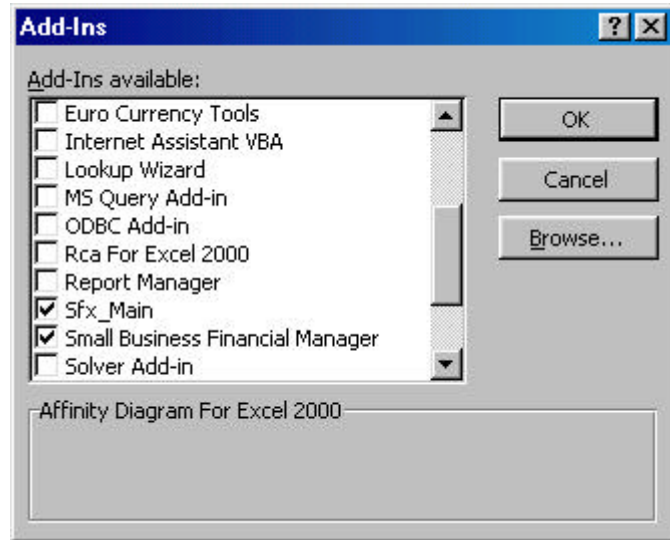 Add-Ins
Add-Ins available:
Euro Currency Tools
Internet Assistant VBA
Lookup Wizard
MS Query Add-in
ODBC Add-in
Rca For Excel 2000
Report Manager
Sfx_Main
Small Business Financial Manager
Solver Add-in
OK
Cancel
Browse...
Affinity Diagram For Excel 2000